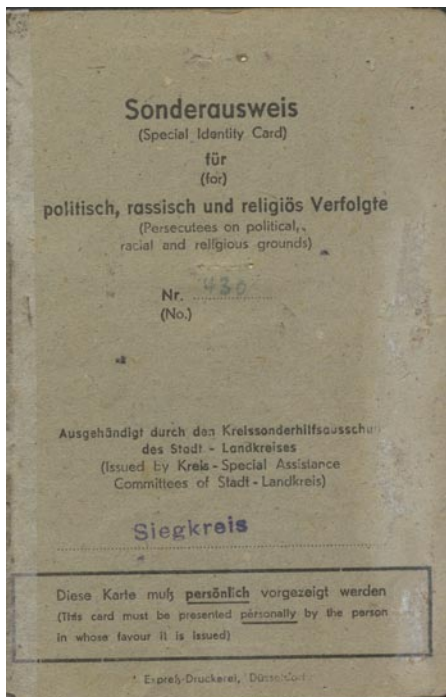 Sonderausweis
(Special Identity Card)
für
(for)
politisch, rassisch und religiös Verfolgte
(Persecutees on political,
racial and religious grounds)
Nr. 430
(No.)
Ausgehändigt durch den Kreissonderhilfsausschuß
des Stadt - Landkreises
(Issued by Kreis - Special Assistance
Committees of Stadt - Landkreis)
Siegkreis
Diese Karte muß persönlich vorgezeigt werden
(This card must be presented personally by the person
in whose favour it is issued)
Expreß-Druckerei, Düsseldorf